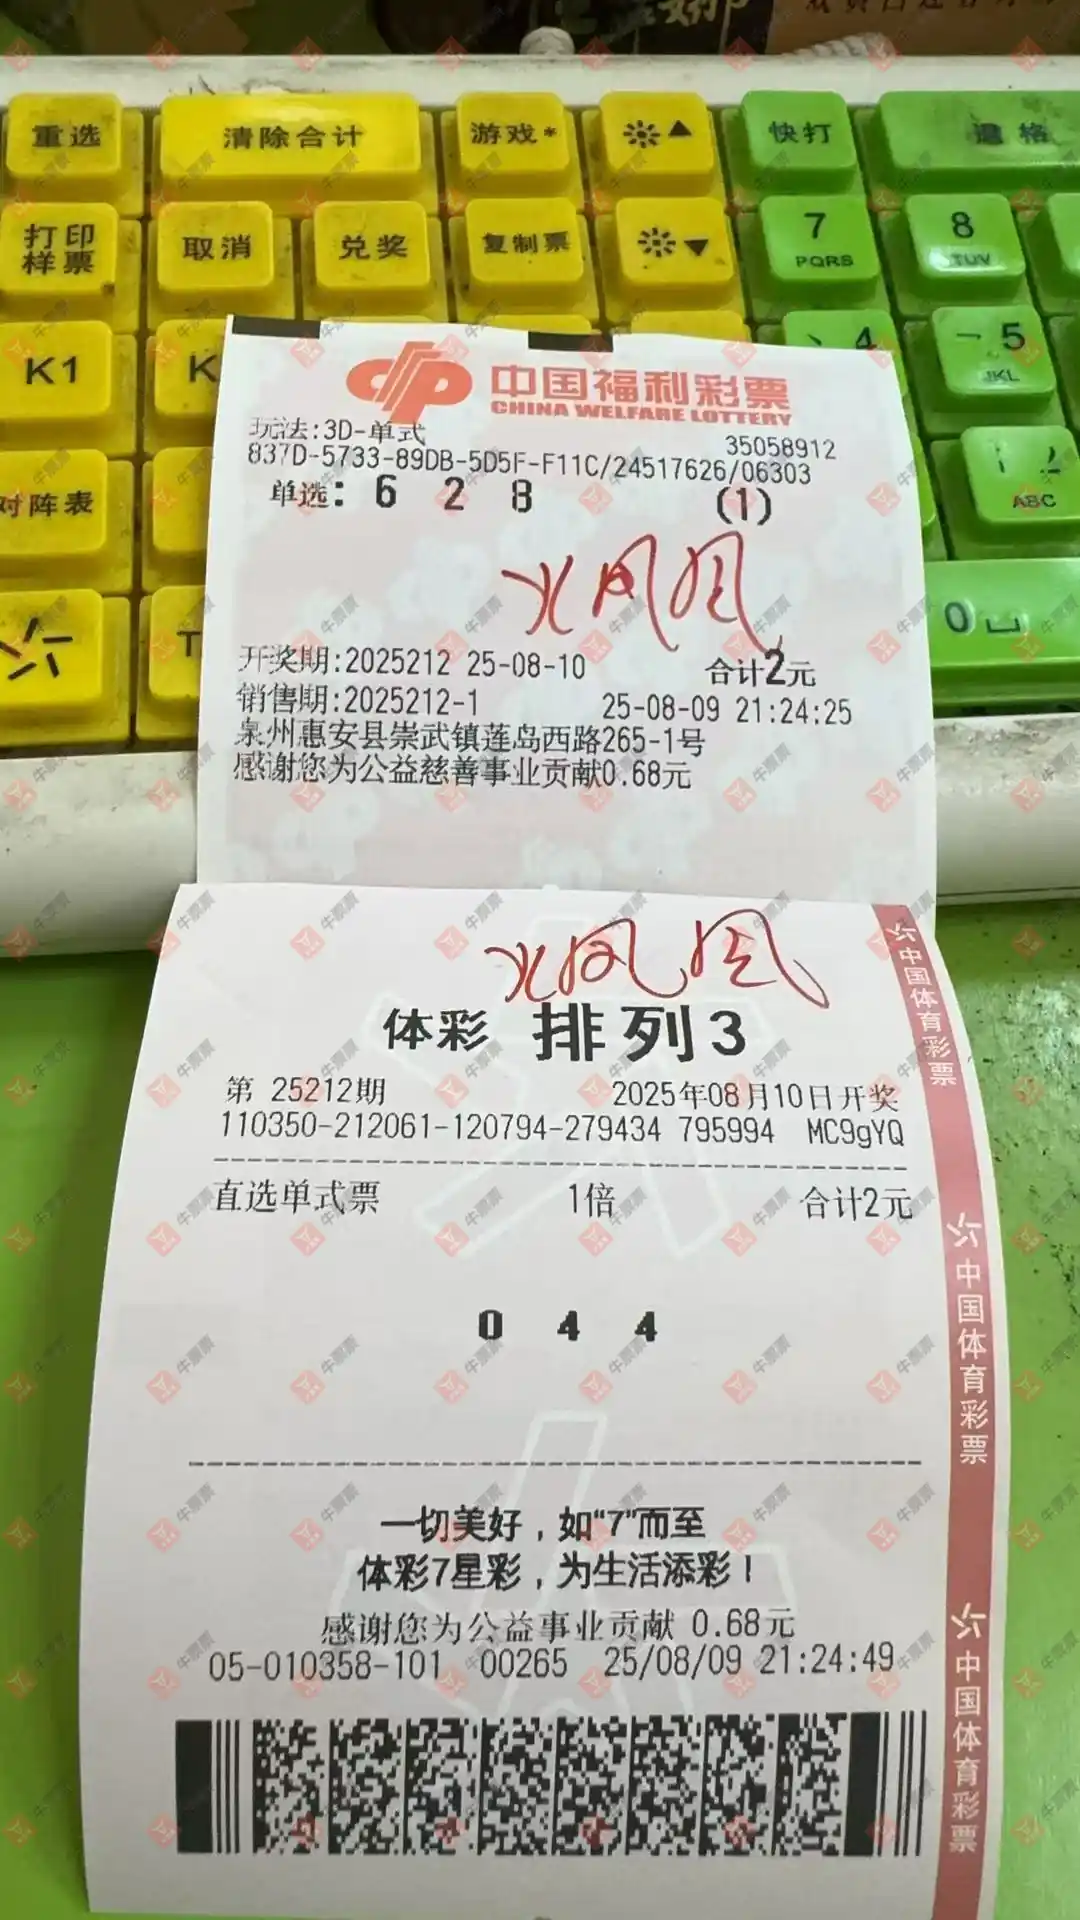 重选 清除合计 游戏* 快打
打印样票 取消 兑奖 复制票 7 PQRS 8 TUV
K1 K 4 5 JKL
对阵表 ABC
T 0
中国福利彩票
CHINA WELFARE LOTTERY
玩法:3D-单式 35058912
837D-5733-89DB-5D5F-F11C/24517626/06303
单选: 6 2 8 (1)
开奖期:2025212 25-08-10 合计2元
销售期:2025212-1 25-08-09 21:24:25
泉州惠安县崇武镇莲岛西路265-1号
感谢您为公益慈善事业贡献0.68元
体彩 排列3
第 25212期 2025年08月10日开奖
110350-212061-120794-279434 795994 MC9gYQ
直选单式票 1倍 合计2元
0 4 4
一切美好，如“7”而至
体彩7星彩，为生活添彩！
感谢您为公益事业贡献 0.68元
05-010358-101 00265 25/08/09 21:24:49
中国体育彩票
中国体育彩票
中国体育彩票
牛票票